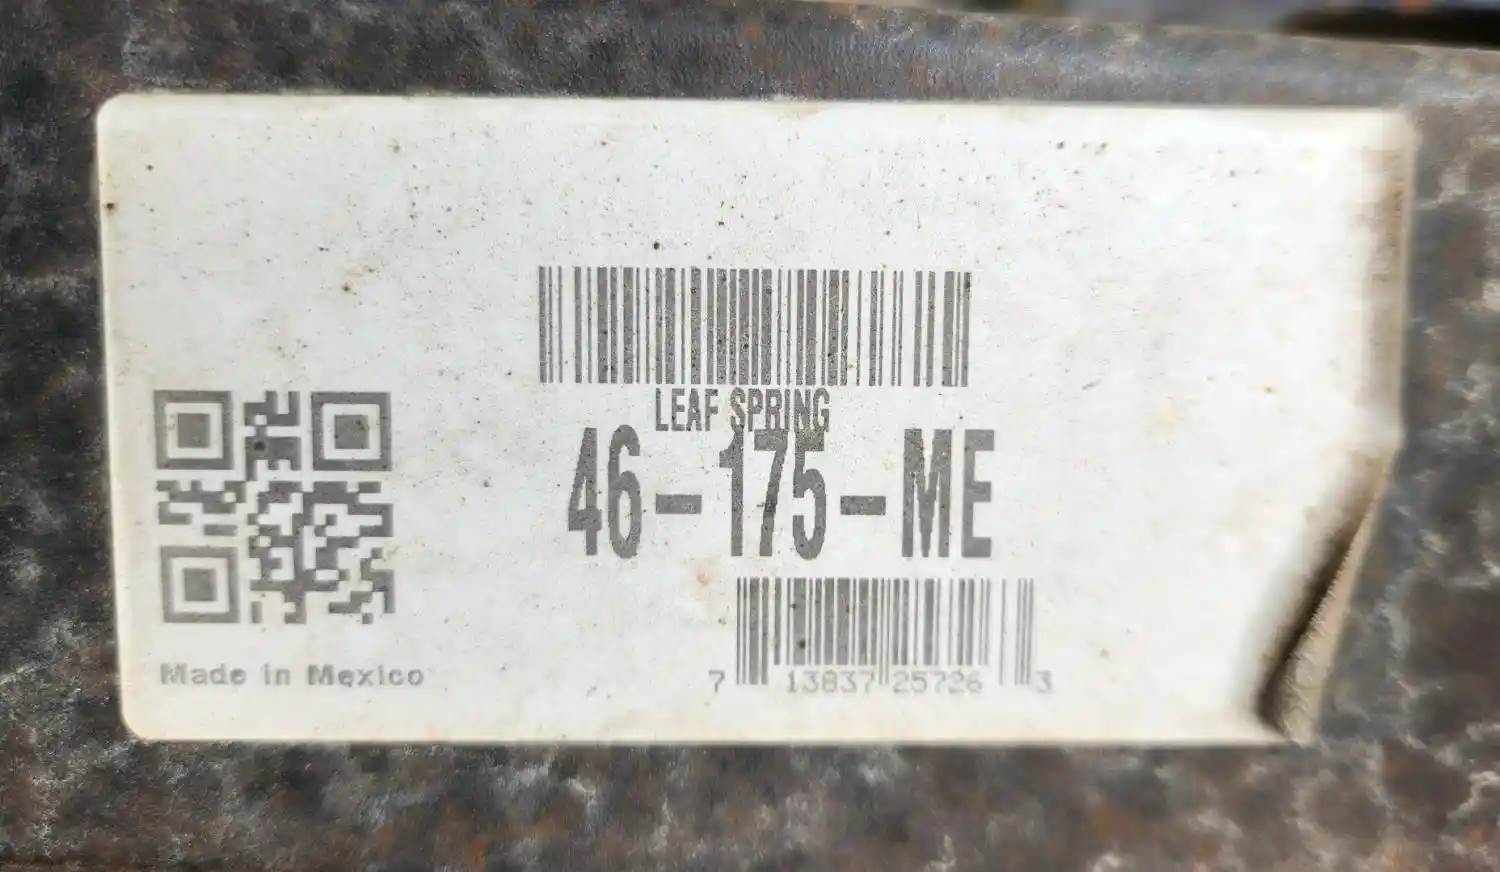 LEAF SPRING
46-175-ME
Made in Mexico
7 13837 25726 3